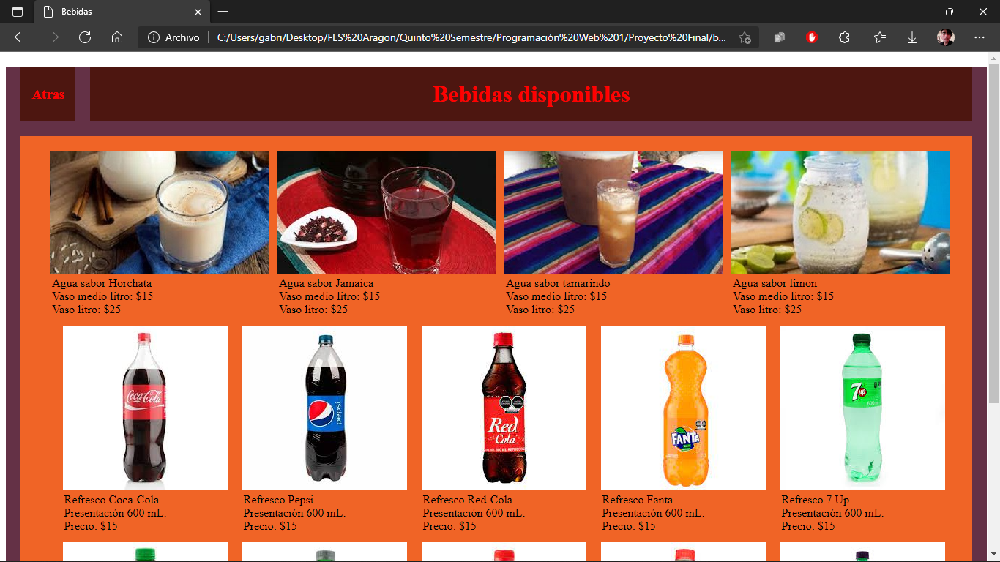 Bebidas
Archivo
C:/Users/gabri/Desktop/FES%20Aragon/Quinto%20Semestre/Programación%20Web%201/Proyecto%20Final/b...
Atras
Bebidas disponibles
Agua sabor Horchata
Vaso medio litro: $15
Vaso litro: $25
Agua sabor Jamaica
Vaso medio litro: $15
Vaso litro: $25
Agua sabor tamarindo
Vaso medio litro: $15
Vaso litro: $25
Agua sabor limon
Vaso medio litro: $15
Vaso litro: $25
Coca-Cola
pepsi
Red
Cola
FANTA
7up
600ml
Refresco Coca-Cola
Presentación 600 mL.
Precio: $15
Refresco Pepsi
Presentación 600 mL.
Precio: $15
Refresco Red-Cola
Presentación 600 mL.
Precio: $15
Refresco Fanta
Presentación 600 mL.
Precio: $15
Refresco 7 Up
Presentación 600 mL.
Precio: $15